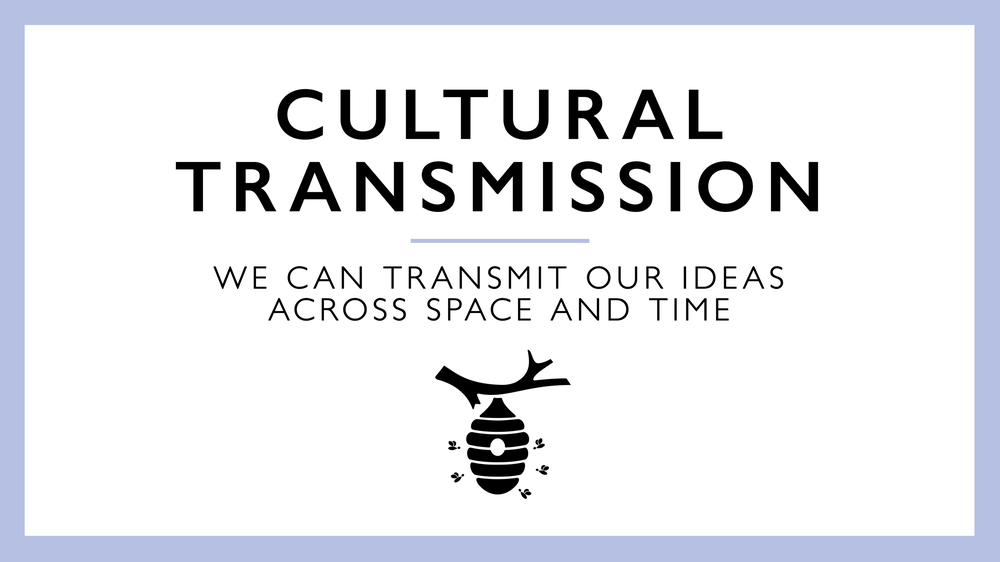 CULTURAL
TRANSMISSION
WE CAN TRANSMIT OUR IDEAS
ACROSS SPACE AND TIME